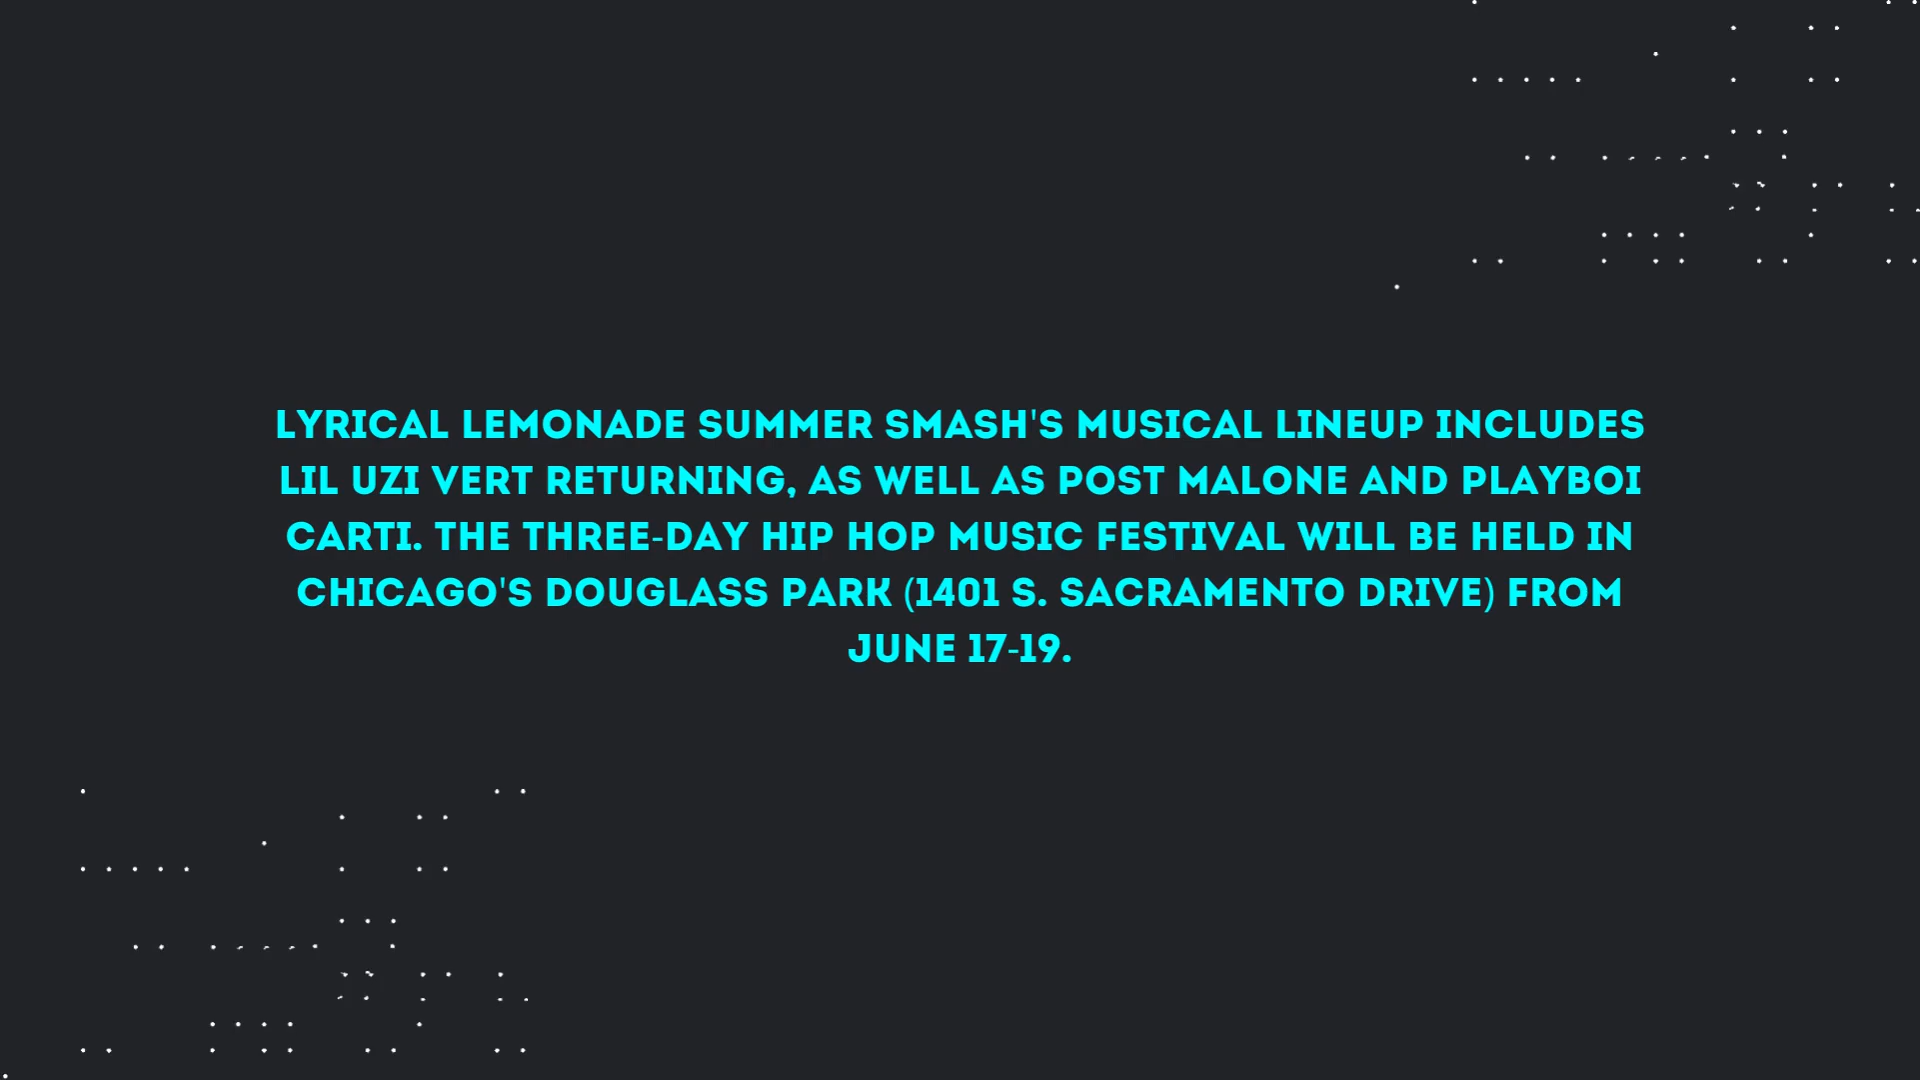 LYRICAL LEMONADE SUMMER SMASH'S MUSICAL LINEUP INCLUDES
LIL UZI VERT RETURNING, AS WELL AS POST MALONE AND PLAYBOI
CARTI. THE THREE-DAY HIP HOP MUSIC FESTIVAL WILL BE HELD IN
CHICAGO'S DOUGLASS PARK (1401 S. SACRAMENTO DRIVE) FROM
JUNE 17-19.